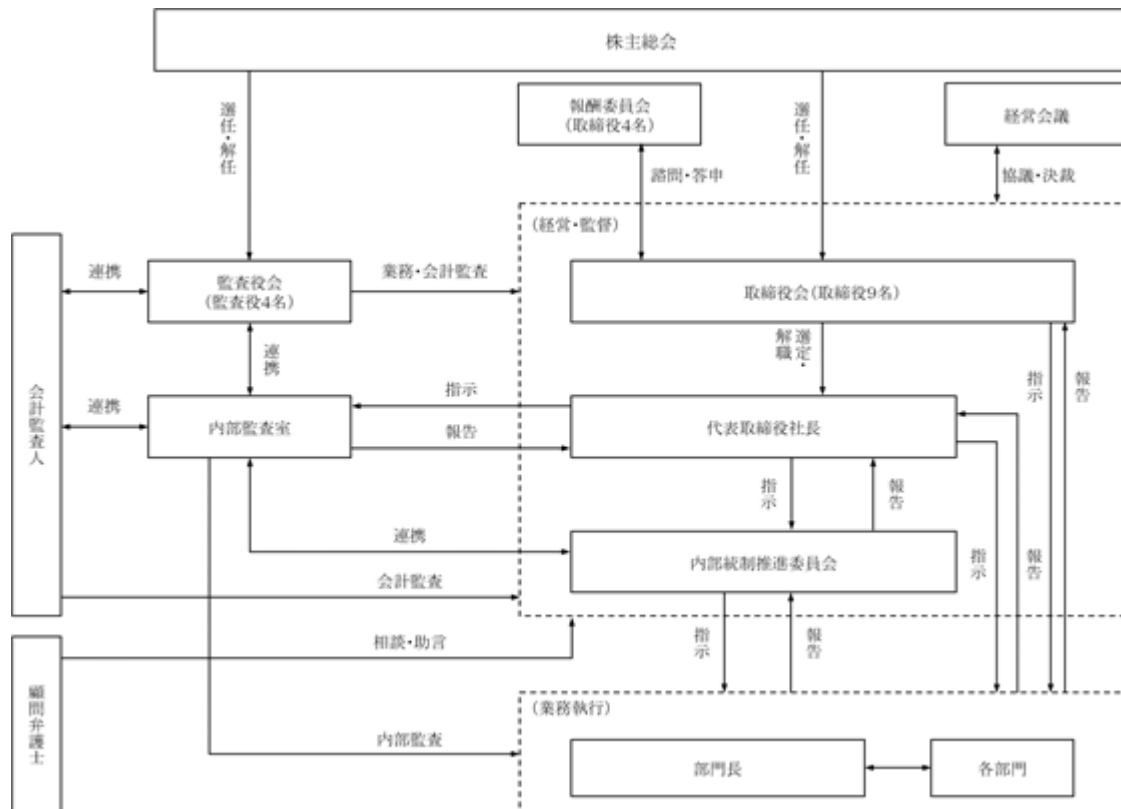 株主総会
報酬委員会
(取締役4名)
経営会議
選任・解任
選任・解任
諮問・答申
協議・決裁
(経営・監督)
連携
監査役会
(監査役4名)
業務・会計監査
取締役会(取締役9名)
連携
選定・
解職
指示
報告
会計監査人
連携
内部監査室
指示
報告
代表取締役社長
指示
報告
連携
内部統制推進委員会
指示
報告
会計監査
相談・助言
指示
報告
顧問弁護士
(業務執行)
内部監査
部門長
各部門